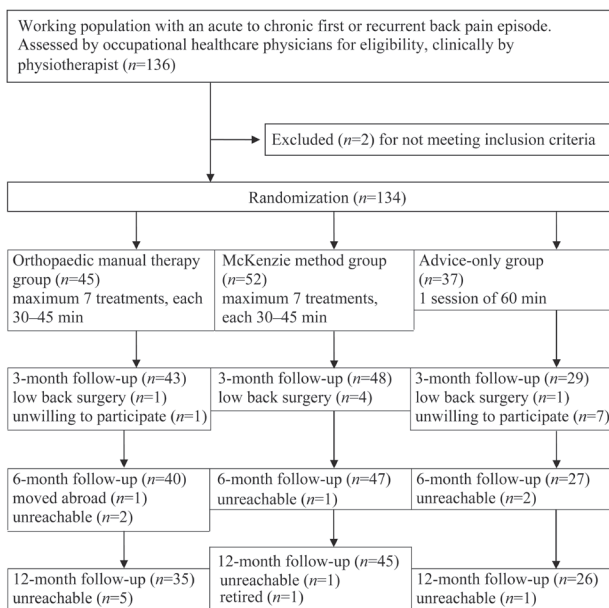 Working population with an acute to chronic first or recurrent back pain episode.
Assessed by occupational healthcare physicians for eligibility, clinically by
physiotherapist (n=136)
Excluded (n=2) for not meeting inclusion criteria
Randomization (n=134)
Orthopaedic manual therapy
group (n=45)
maximum 7 treatments, each
30–45 min
McKenzie method group
(n=52)
maximum 7 treatments,
each 30–45 min
Advice-only group
(n=37)
1 session of 60 min
3-month follow-up (n=43)
low back surgery (n=1)
unwilling to participate (n=1)
3-month follow-up (n=48)
low back surgery (n=4)
3-month follow-up (n=29)
low back surgery (n=1)
unwilling to participate (n=7)
6-month follow-up (n=40)
moved abroad (n=1)
unreachable (n=2)
6-month follow-up (n=47)
unreachable (n=1)
6-month follow-up (n=27)
unreachable (n=2)
12-month follow-up (n=35)
unreachable (n=5)
12-month follow-up (n=45)
unreachable (n=1)
retired (n=1)
12-month follow-up (n=26)
unreachable (n=1)